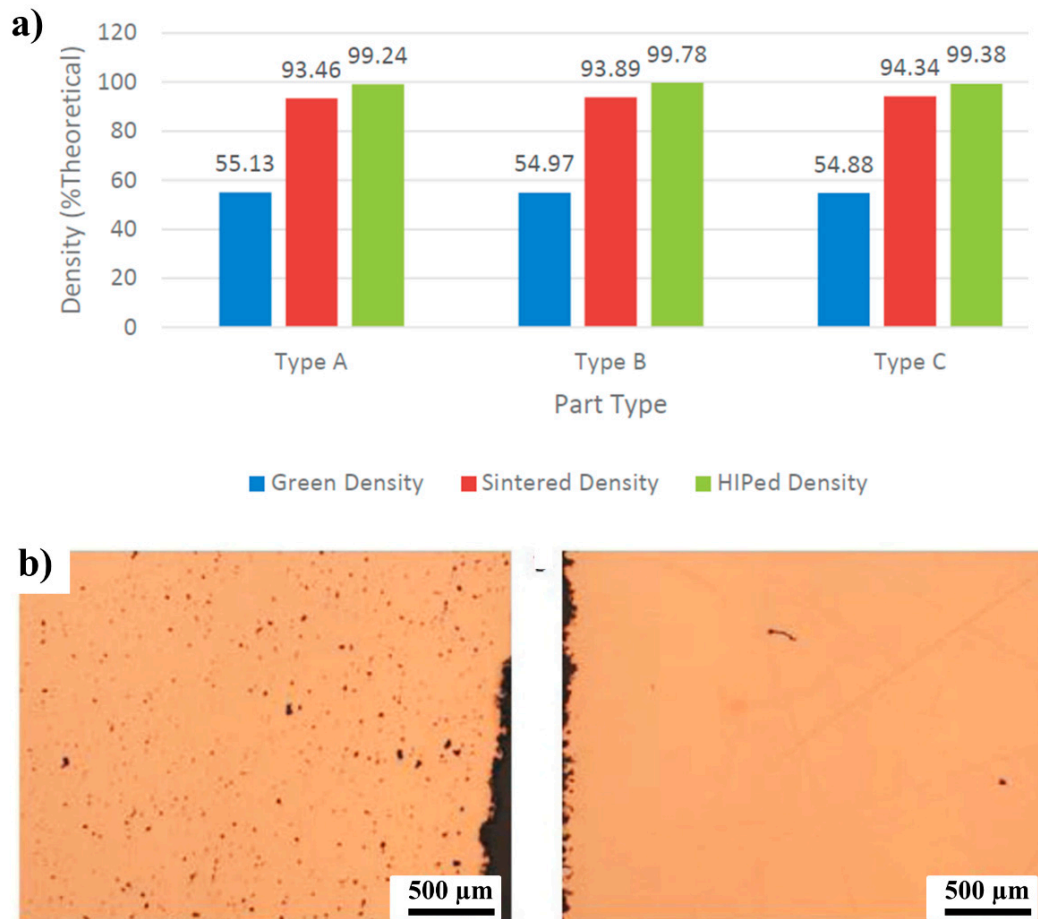 a)
120
100
80
60
40
20
0
Density (%Theoretical)
55.13 93.46 99.24 54.97 93.89 99.78 54.88 94.34 99.38
Type A Type B Type C
Part Type
Green Density Sintered Density HIPed Density
b)
500 µm 500 µm